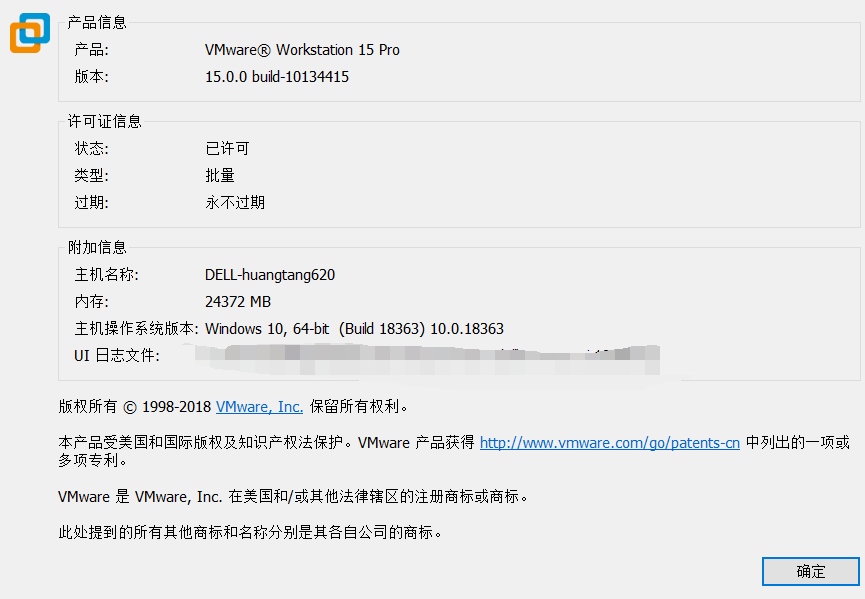 产品信息
产品: VMware® Workstation 15 Pro
版本: 15.0.0 build-10134415
许可证信息
状态: 已许可
类型: 批量
过期: 永不过期
附加信息
主机名称: DELL-huangtang620
内存: 24372 MB
主机操作系统版本: Windows 10, 64-bit (Build 18363) 10.0.18363
UI 日志文件:
版权所有 © 1998-2018 VMware, Inc. 保留所有权利。
本产品受美国和国际版权及知识产权法保护。VMware 产品获得 http://www.vmware.com/go/patents-cn 中列出的一项或
多项专利。
VMware 是 VMware, Inc. 在美国和/或其他法律辖区的注册商标或商标。
此处提到的所有其他商标和名称分别是其各自公司的商标。
确定